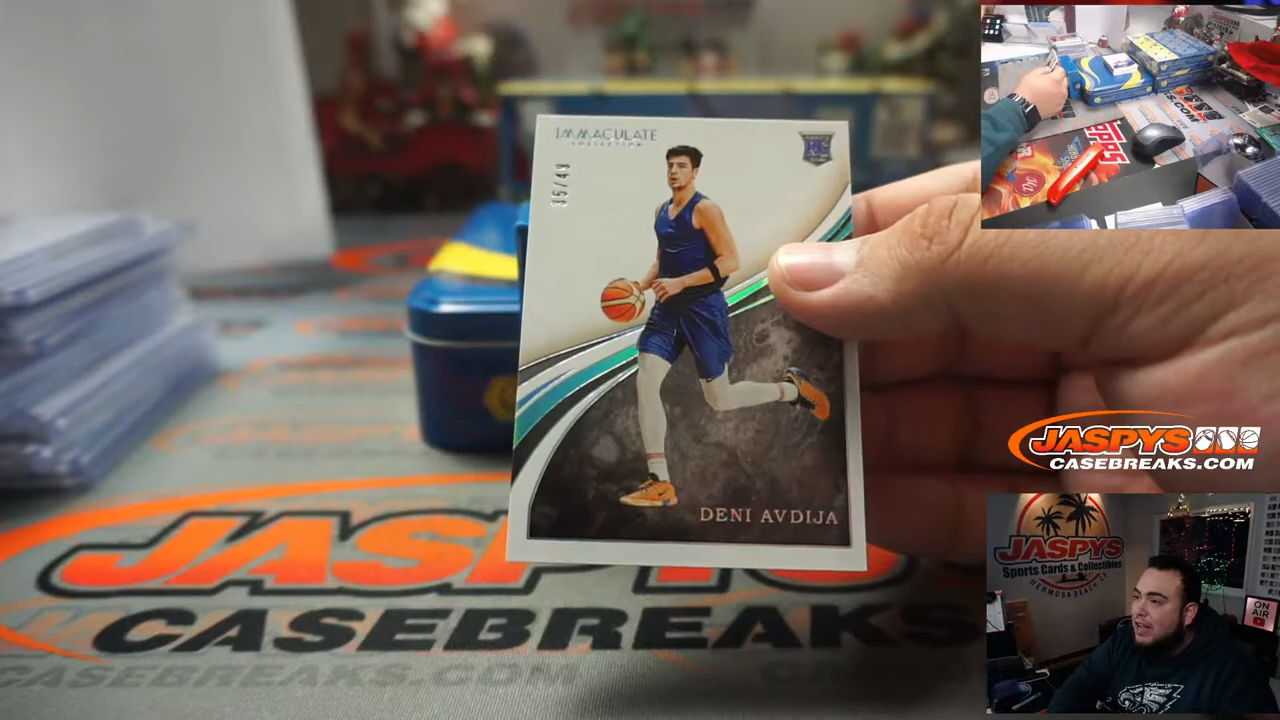 IMMACULATE
COLLECTION
35/49
RC
DENI AVDIJA
JASPYS
CASEBREAKS
CASEBREAKS.COM
TOPPS
JASPYS
CASEBREAKS.COM
JASPYS
Sports Cards & Collectibles
HERMOSA BEACH, CA
ON
AIR